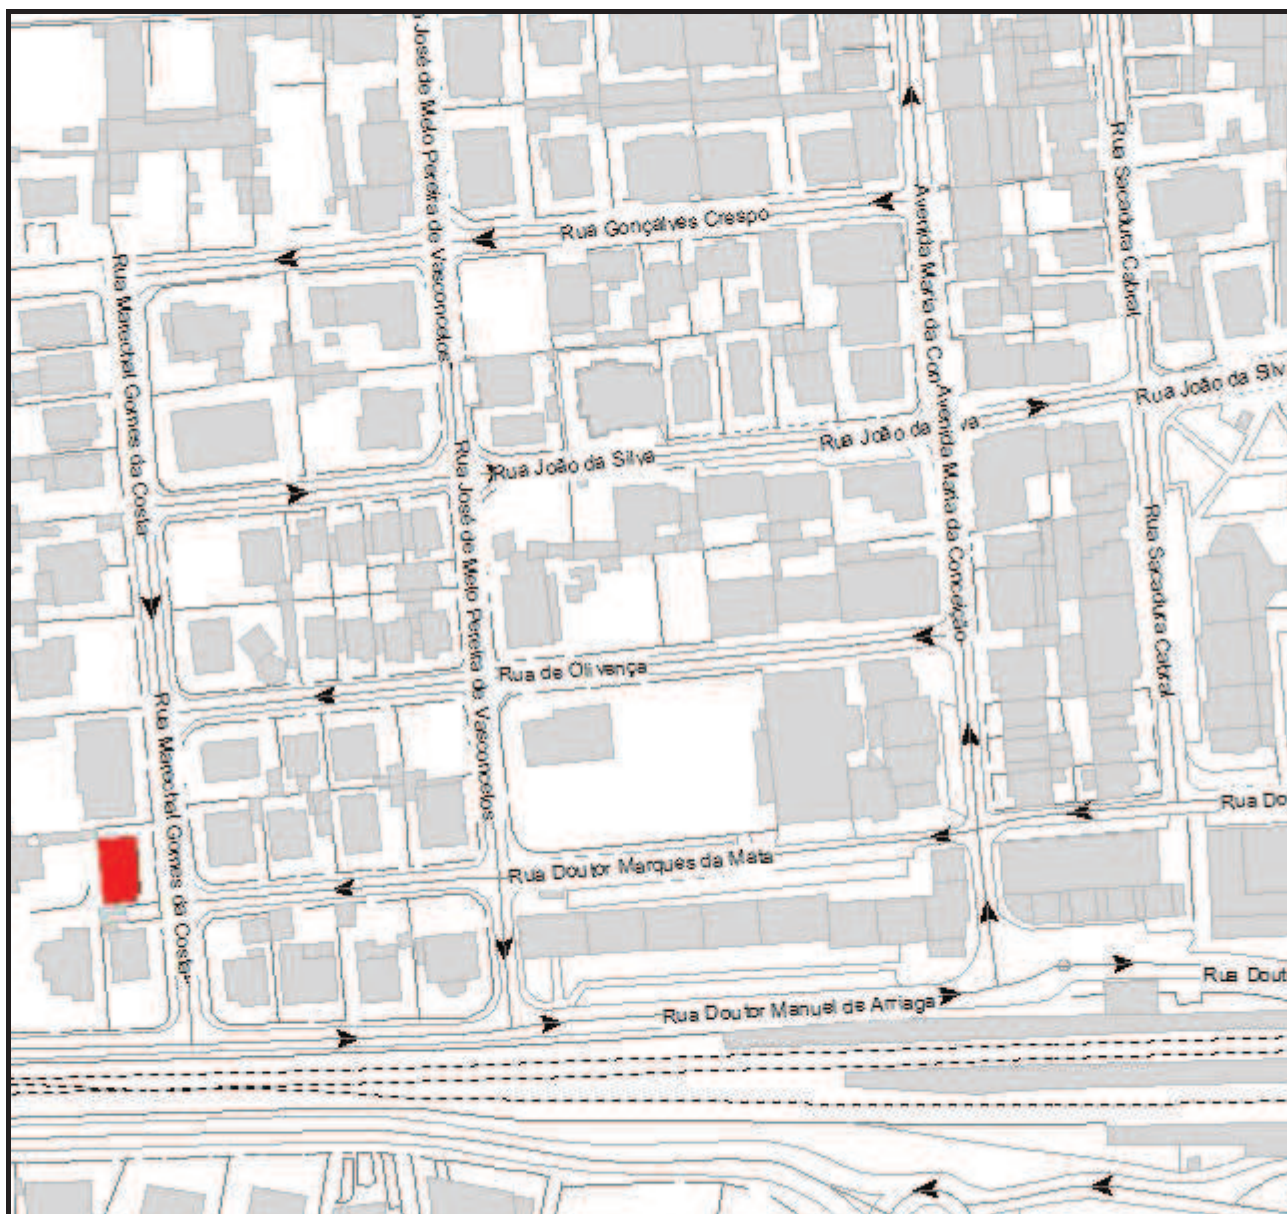 José de Melo Pereira de Vasconcelos
Rua Sacadura Cabral
Rua Gonçalves Crespo
Avenida Maria da Con
Rua Marechal Gomes da Costa
Rua João da Silv
Avenida Maria da Conceição
Rua João da va
Rua João da Silva
Rua José de Melo Pereira de Vasconcelos
Rua Sacadura Cabral
Rua de Olivença
Rua Marechal Gomes da Costa
Rua Do
Rua Doutor Marques da Mata
Rua Dout
Rua Doutor Manuel de Arriaga